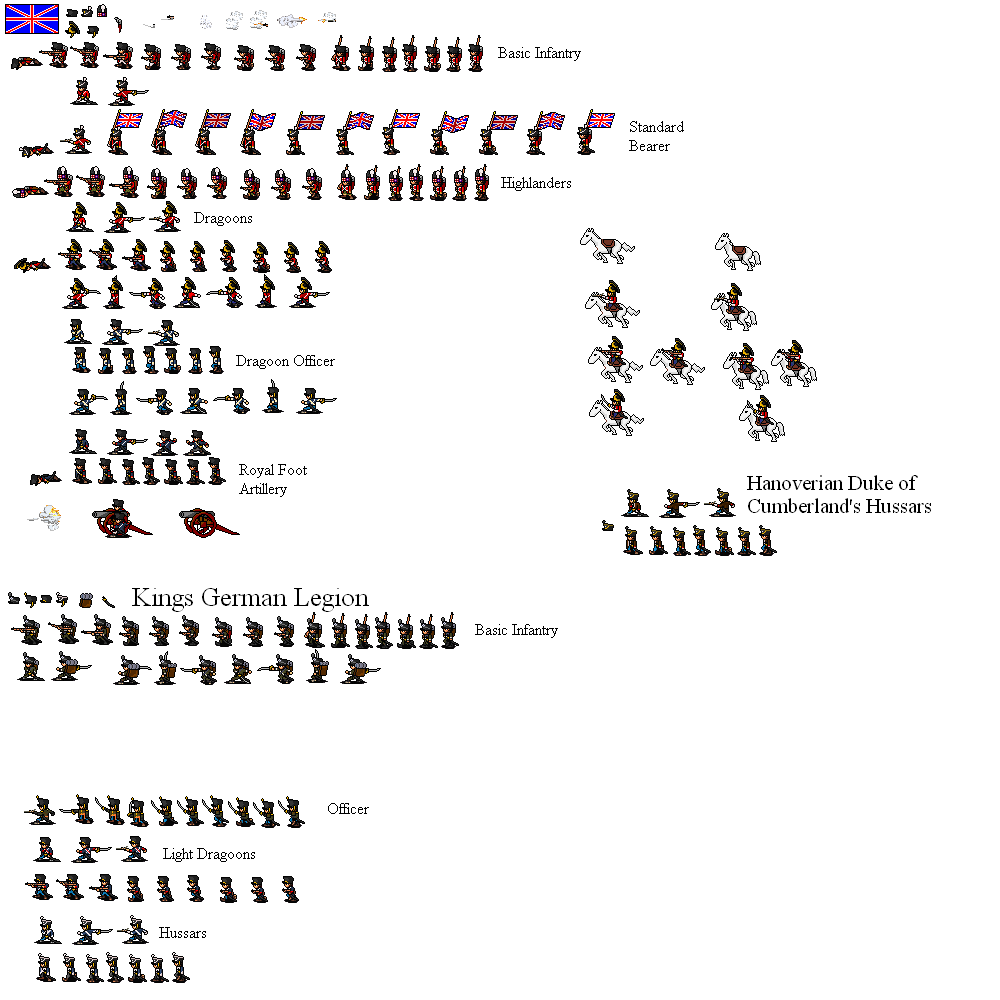 Basic Infantry
Standard
Bearer
Highlanders
Dragoons
Dragoon Officer
Royal Foot
Artillery
Hanoverian Duke of
Cumberland's Hussars
Kings German Legion
Basic Infantry
Officer
Light Dragoons
Hussars